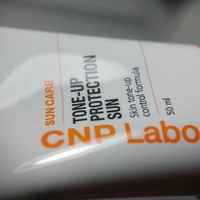 SUN CARE
TONE-UP
PROTECTION
SUN
Skin tone-up
control formula
50 ml
CNP Labo